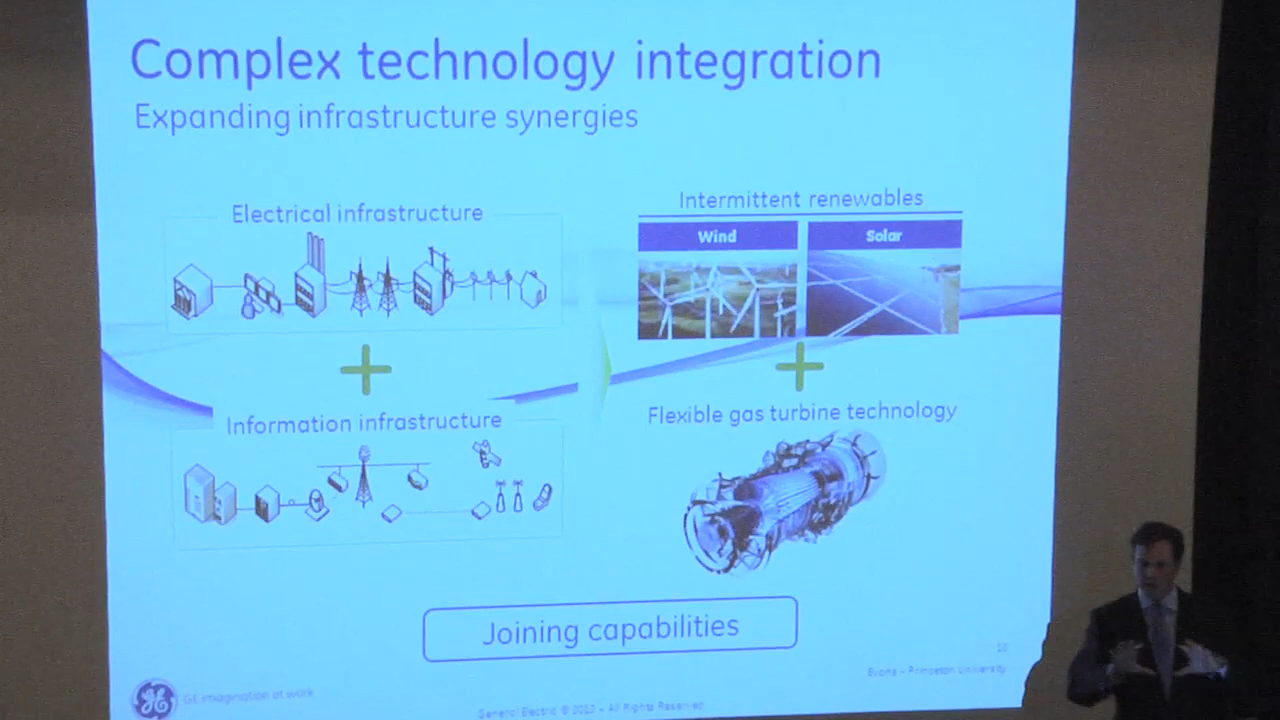 Complex technology integration
Expanding infrastructure synergies
Electrical infrastructure
Intermittent renewables
Wind
Solar
Information infrastructure
Flexible gas turbine technology
Joining capabilities
Evans – Princeton University
GE imagination at work
General Electric © 2012 – All Rights Reserved